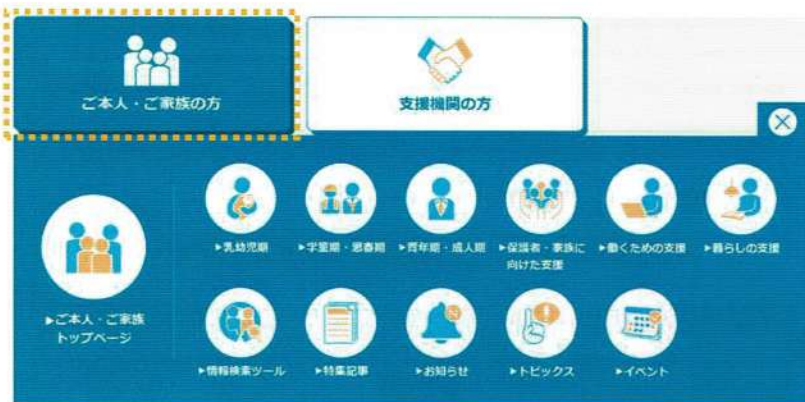 ご本人・ご家族の方
支援機関の方
▶乳幼児期
▶学童期・思春期
▶青年期・成人期
▶保護者・家族に
向けた支援
▶働くための支援
▶暮らしの支援
▶ご本人・ご家族
トップページ
▶情報検索ツール
▶特集記事
▶お知らせ
▶トピックス
▶イベント